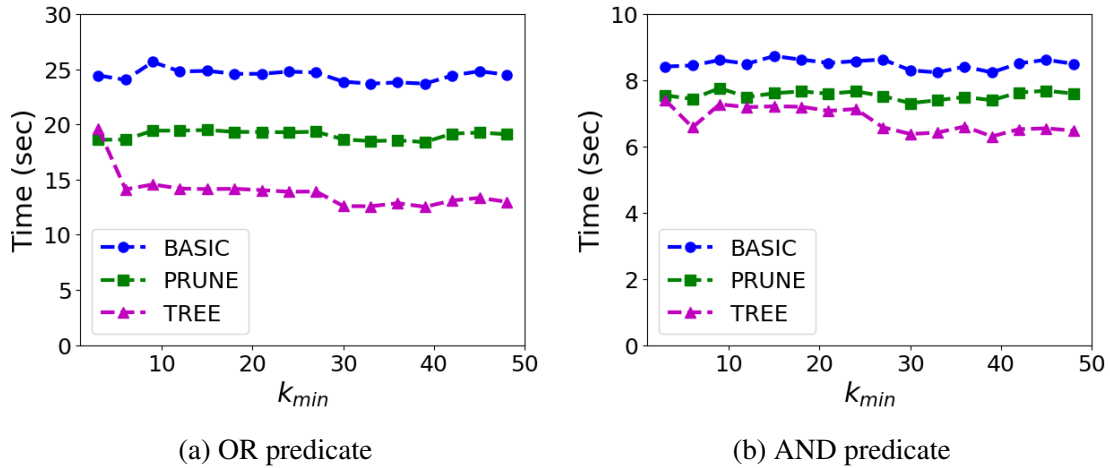 30
25
20
15
10
5
0
Time (sec)
BASIC
PRUNE
TREE
10 20 30 40 50
k_min
(a) OR predicate
10
8
6
4
2
0
Time (sec)
BASIC
PRUNE
TREE
10 20 30 40 50
k_min
(b) AND predicate